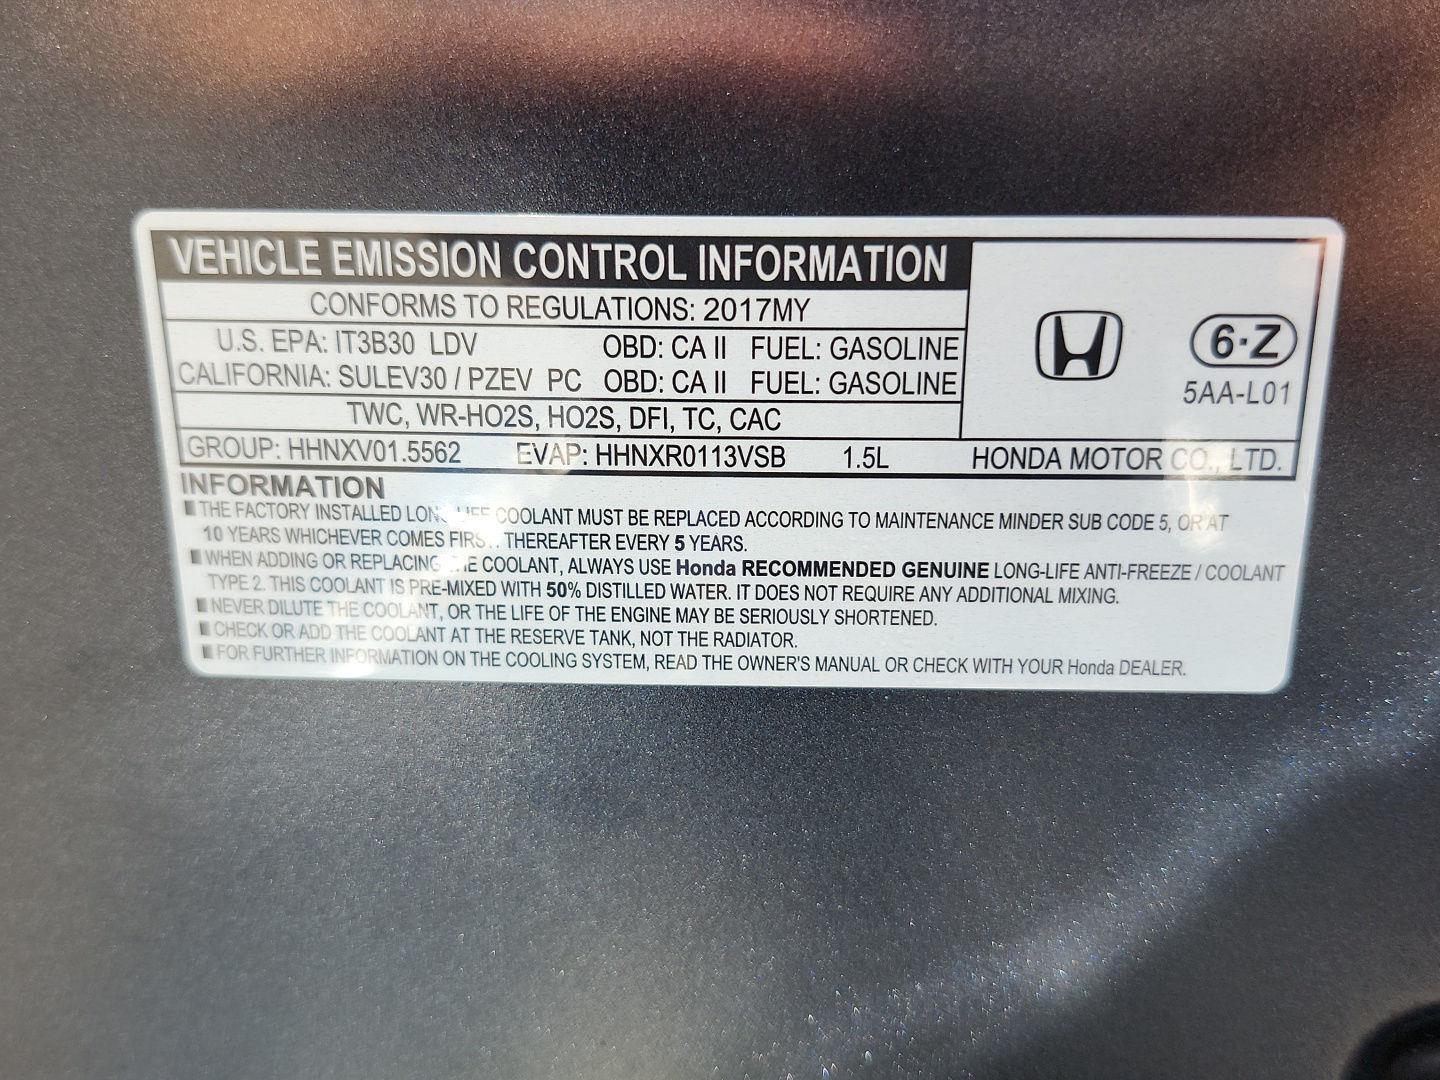 VEHICLE EMISSION CONTROL INFORMATION
CONFORMS TO REGULATIONS: 2017MY
U.S. EPA: IT3B30 LDV OBD: CA II FUEL: GASOLINE
CALIFORNIA: SULEV30 / PZEV PC OBD: CA II FUEL: GASOLINE
TWC, WR-HO2S, HO2S, DFI, TC, CAC
6·Z
5AA-L01
GROUP: HHNXV01.5562 EVAP: HHNXR0113VSB 1.5L HONDA MOTOR CO., LTD.
INFORMATION
■ THE FACTORY INSTALLED LONG LIFE COOLANT MUST BE REPLACED ACCORDING TO MAINTENANCE MINDER SUB CODE 5, OR AT
10 YEARS WHICHEVER COMES FIRST. THEREAFTER EVERY 5 YEARS.
■ WHEN ADDING OR REPLACING THE COOLANT, ALWAYS USE Honda RECOMMENDED GENUINE LONG-LIFE ANTI-FREEZE / COOLANT
TYPE 2. THIS COOLANT IS PRE-MIXED WITH 50% DISTILLED WATER. IT DOES NOT REQUIRE ANY ADDITIONAL MIXING.
■ NEVER DILUTE THE COOLANT, OR THE LIFE OF THE ENGINE MAY BE SERIOUSLY SHORTENED.
■ CHECK OR ADD THE COOLANT AT THE RESERVE TANK, NOT THE RADIATOR.
■ FOR FURTHER INFORMATION ON THE COOLING SYSTEM, READ THE OWNER'S MANUAL OR CHECK WITH YOUR Honda DEALER.